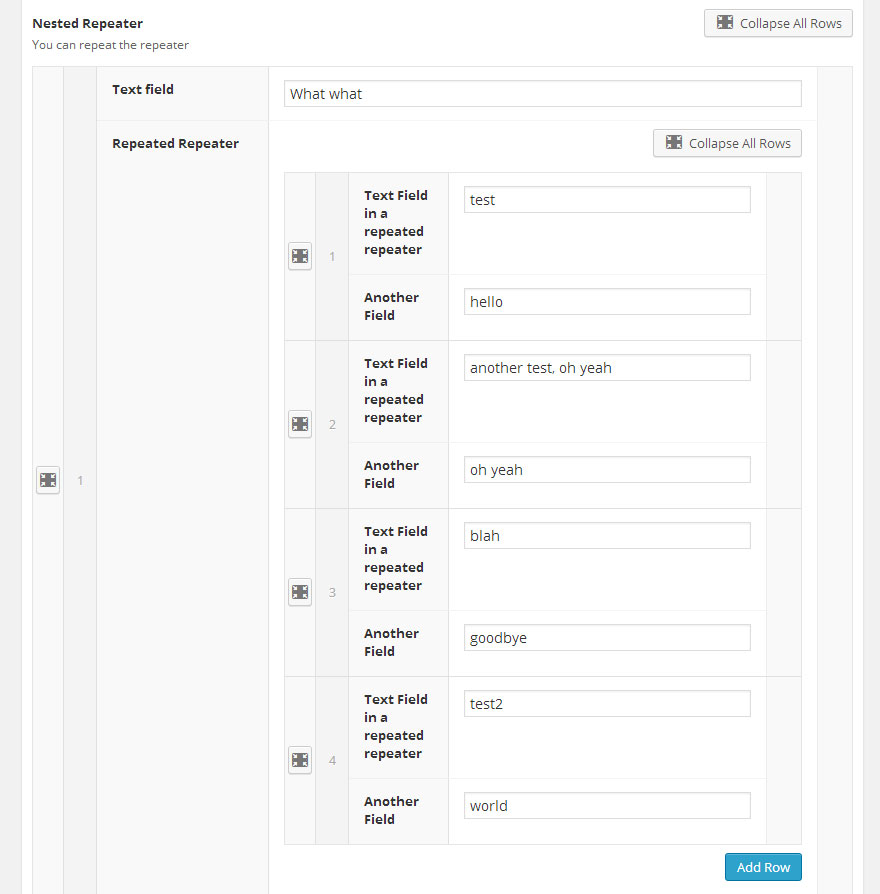 Nested Repeater
Collapse All Rows
You can repeat the repeater
Text field
What what
Repeated Repeater
Collapse All Rows
1
1
Text Field
in a
repeated
repeater
test
Another
Field
hello
2
Text Field
in a
repeated
repeater
another test, oh yeah
Another
Field
oh yeah
3
Text Field
in a
repeated
repeater
blah
Another
Field
goodbye
4
Text Field
in a
repeated
repeater
test2
Another
Field
world
Add Row